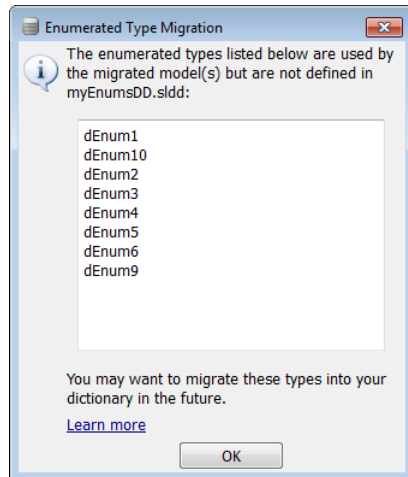 Enumerated Type Migration
The enumerated types listed below are used by
the migrated model(s) but are not defined in
myEnumsDD.sldd:
dEnum1
dEnum10
dEnum2
dEnum3
dEnum4
dEnum5
dEnum6
dEnum9
You may want to migrate these types into your
dictionary in the future.
Learn more
OK